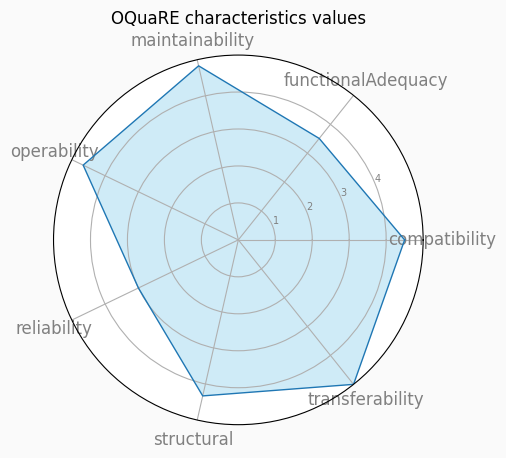 OQuaRE characteristics values
maintainability
functionalAdequacy
operability
4
3
2
1
compatibility
reliability
transferability
structural